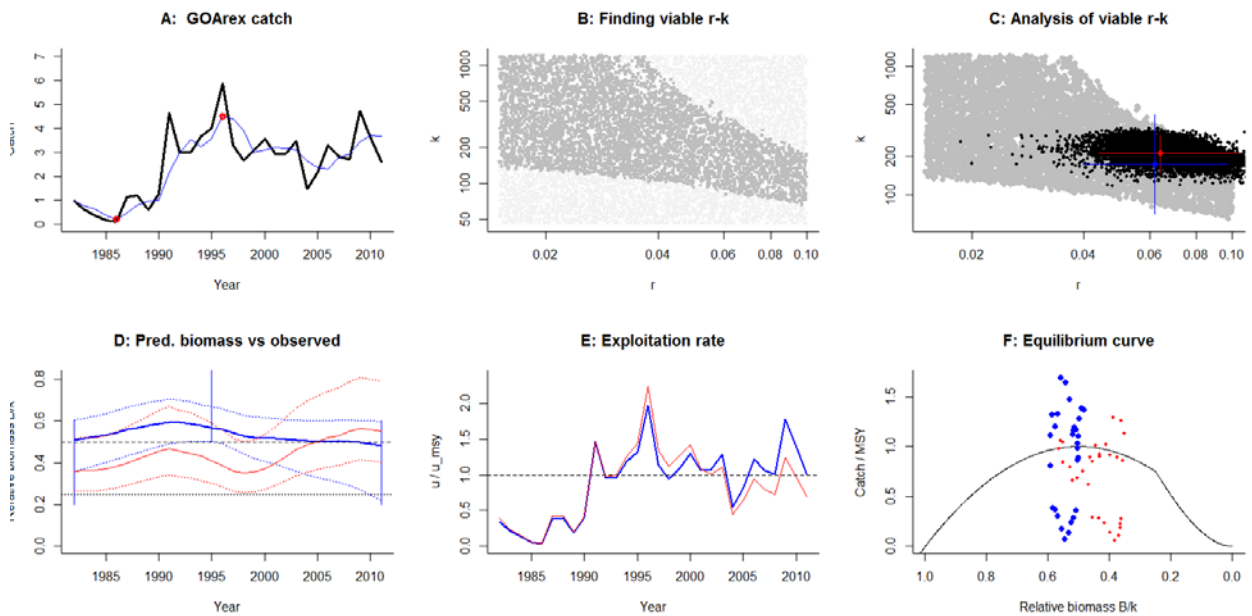 A: GOArex catch
Catch
7
6
5
4
3
2
1
0
1985 1990 1995 2000 2005 2010
Year
B: Finding viable r-k
k
1000
500
200
100
50
0.02 0.04 0.06 0.08 0.10
r
C: Analysis of viable r-k
k
1000
500
200
100
0.02 0.04 0.06 0.08 0.10
r
D: Pred. biomass vs observed
Relative biomass B/k
0.8
0.6
0.4
0.2
0.0
1985 1990 1995 2000 2005 2010
Year
E: Exploitation rate
u / u_msy
2.0
1.5
1.0
0.5
0.0
1985 1990 1995 2000 2005 2010
Year
F: Equilibrium curve
Catch / MSY
1.5
1.0
0.5
0.0
1.0 0.8 0.6 0.4 0.2 0.0
Relative biomass B/k